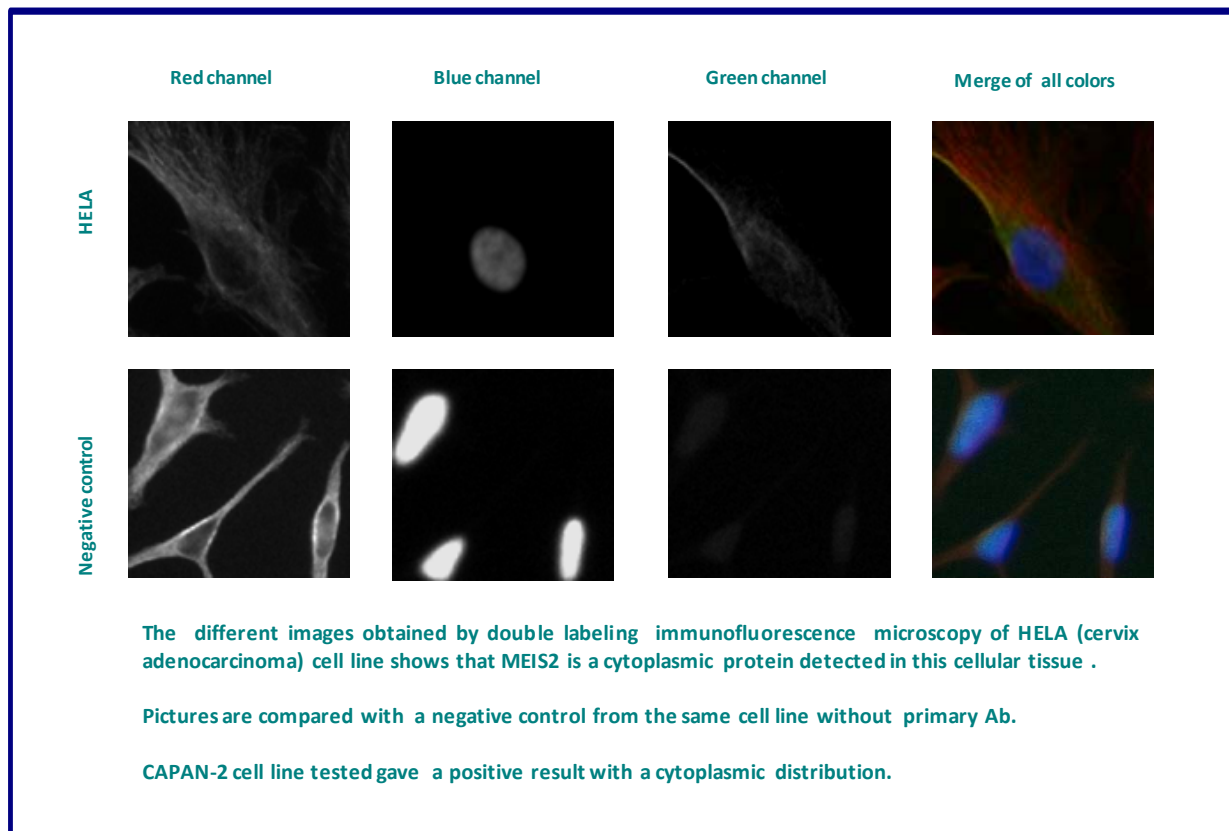 Red channel
Blue channel
Green channel
Merge of all colors
HELA
Negative control
The different images obtained by double labeling immunofluorescence microscopy of HELA (cervix
adenocarcinoma) cell line shows that MEIS2 is a cytoplasmic protein detected in this cellular tissue .
Pictures are compared with a negative control from the same cell line without primary Ab.
CAPAN-2 cell line tested gave a positive result with a cytoplasmic distribution.